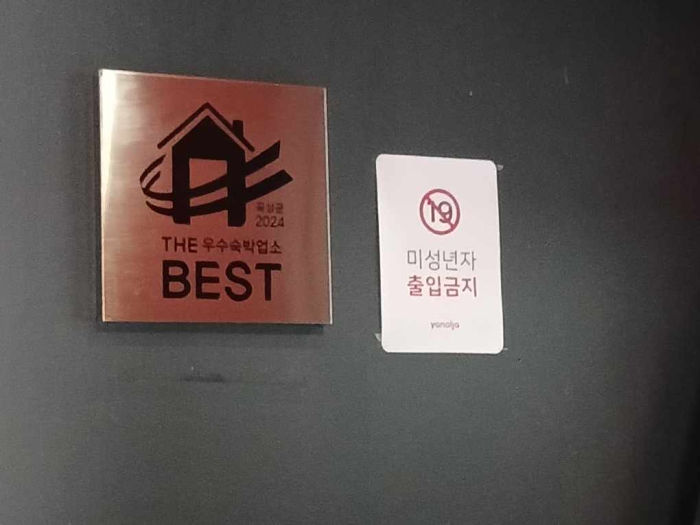 곡성군
2024
THE 우수숙박업소
BEST
19
미성년자
출입금지
yanolja